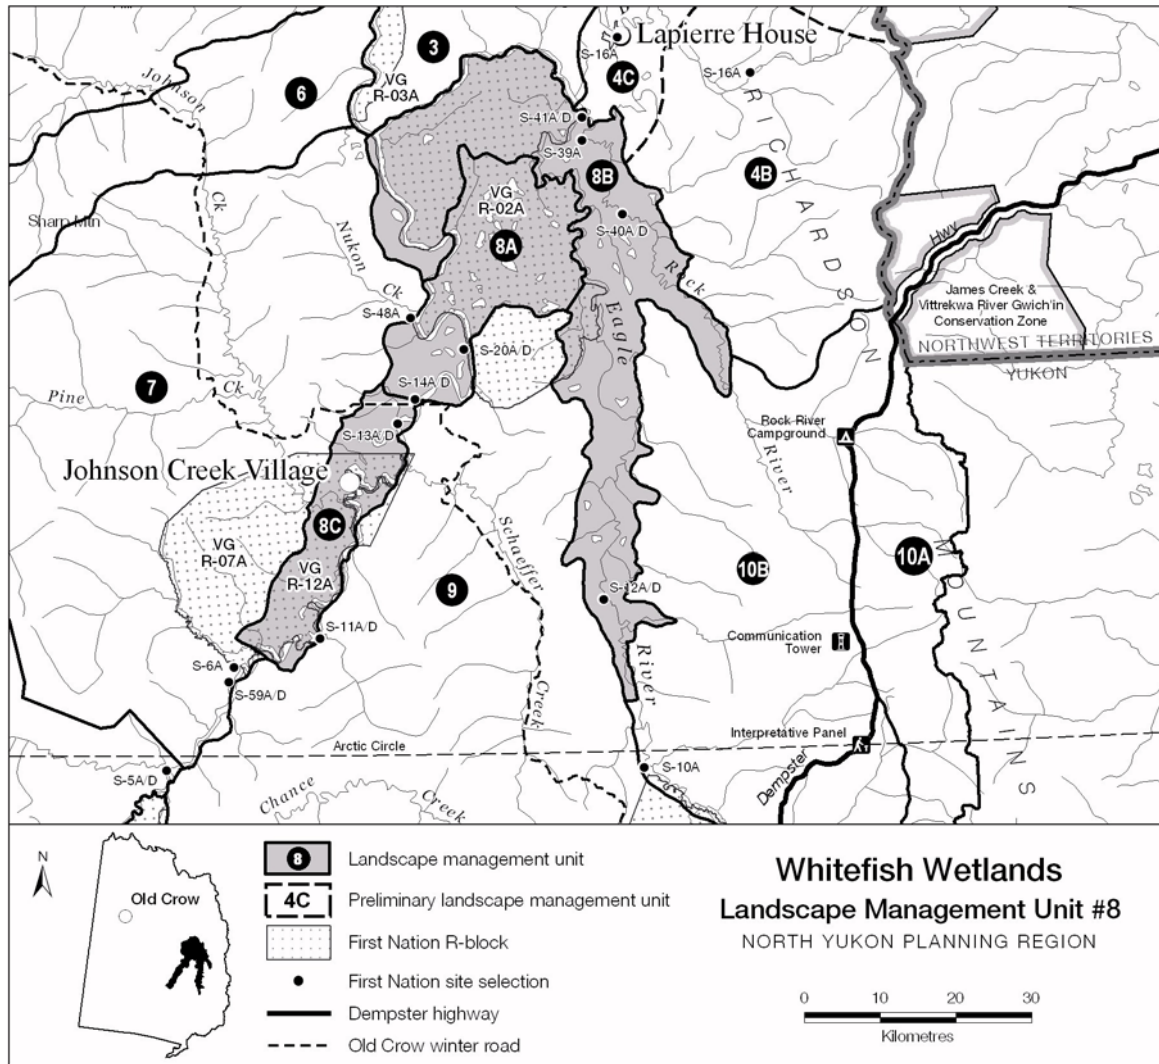 3
Lapierre House
S-16A
4C
S-16A
6
VG
R-03A
Johnson
Ck
S-41A/D
S-39A
8B
4B
RICHARDSON
VG
R-02A
Sharp Mtn
Nukon
Ck
8A
S-40A/D
Rock
Hwy
James Creek &
Vittrekwa River Gwich'in
Conservation Zone
NORTHWEST TERRITORIES
YUKON
S-48A
Eagle
S-20A/D
7
Pine
Ck
S-14A/D
S-13A/D
Rock River
Campground
River
Johnson Creek Village
8C
Schaeffer
VG
R-07A
VG
R-12A
9
10B
10A
MOUNTAINS
S-12A/D
S-11A/D
Communication
Tower
S-6A
S-59A/D
River
Creek
Interpretative Panel
Arctic Circle
S-5A/D
S-10A
Dempster
Chance
Creek
N
Old Crow
8 Landscape management unit
4C Preliminary landscape management unit
First Nation R-block
First Nation site selection
Dempster highway
Old Crow winter road
Whitefish Wetlands
Landscape Management Unit #8
NORTH YUKON PLANNING REGION
0 10 20 30
Kilometres